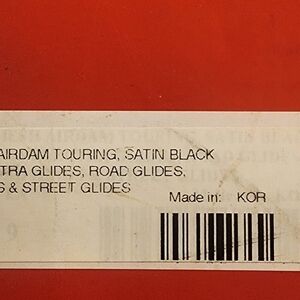 AIRDAM TOURING, SATIN BLACK
TRA GLIDES, ROAD GLIDES,
S & STREET GLIDES
Made in: KOR